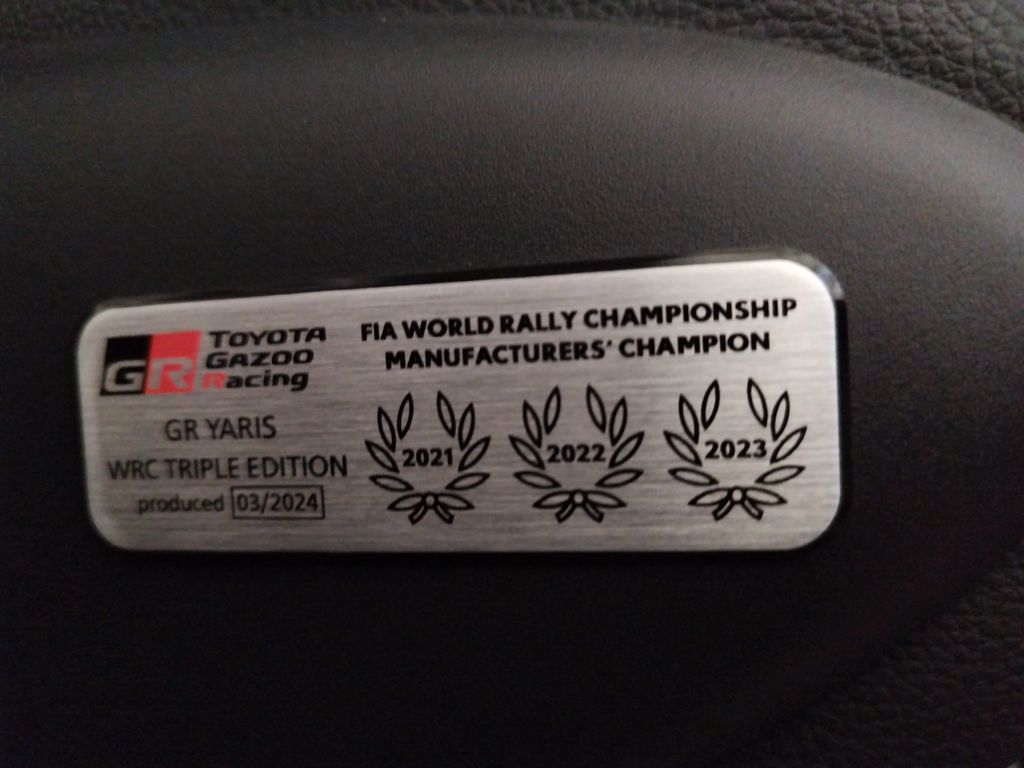 GR TOYOTA
GAZOO
Racing
GR YARIS
WRC TRIPLE EDITION
produced 03/2024
FIA WORLD RALLY CHAMPIONSHIP
MANUFACTURERS' CHAMPION
2021 2022 2023